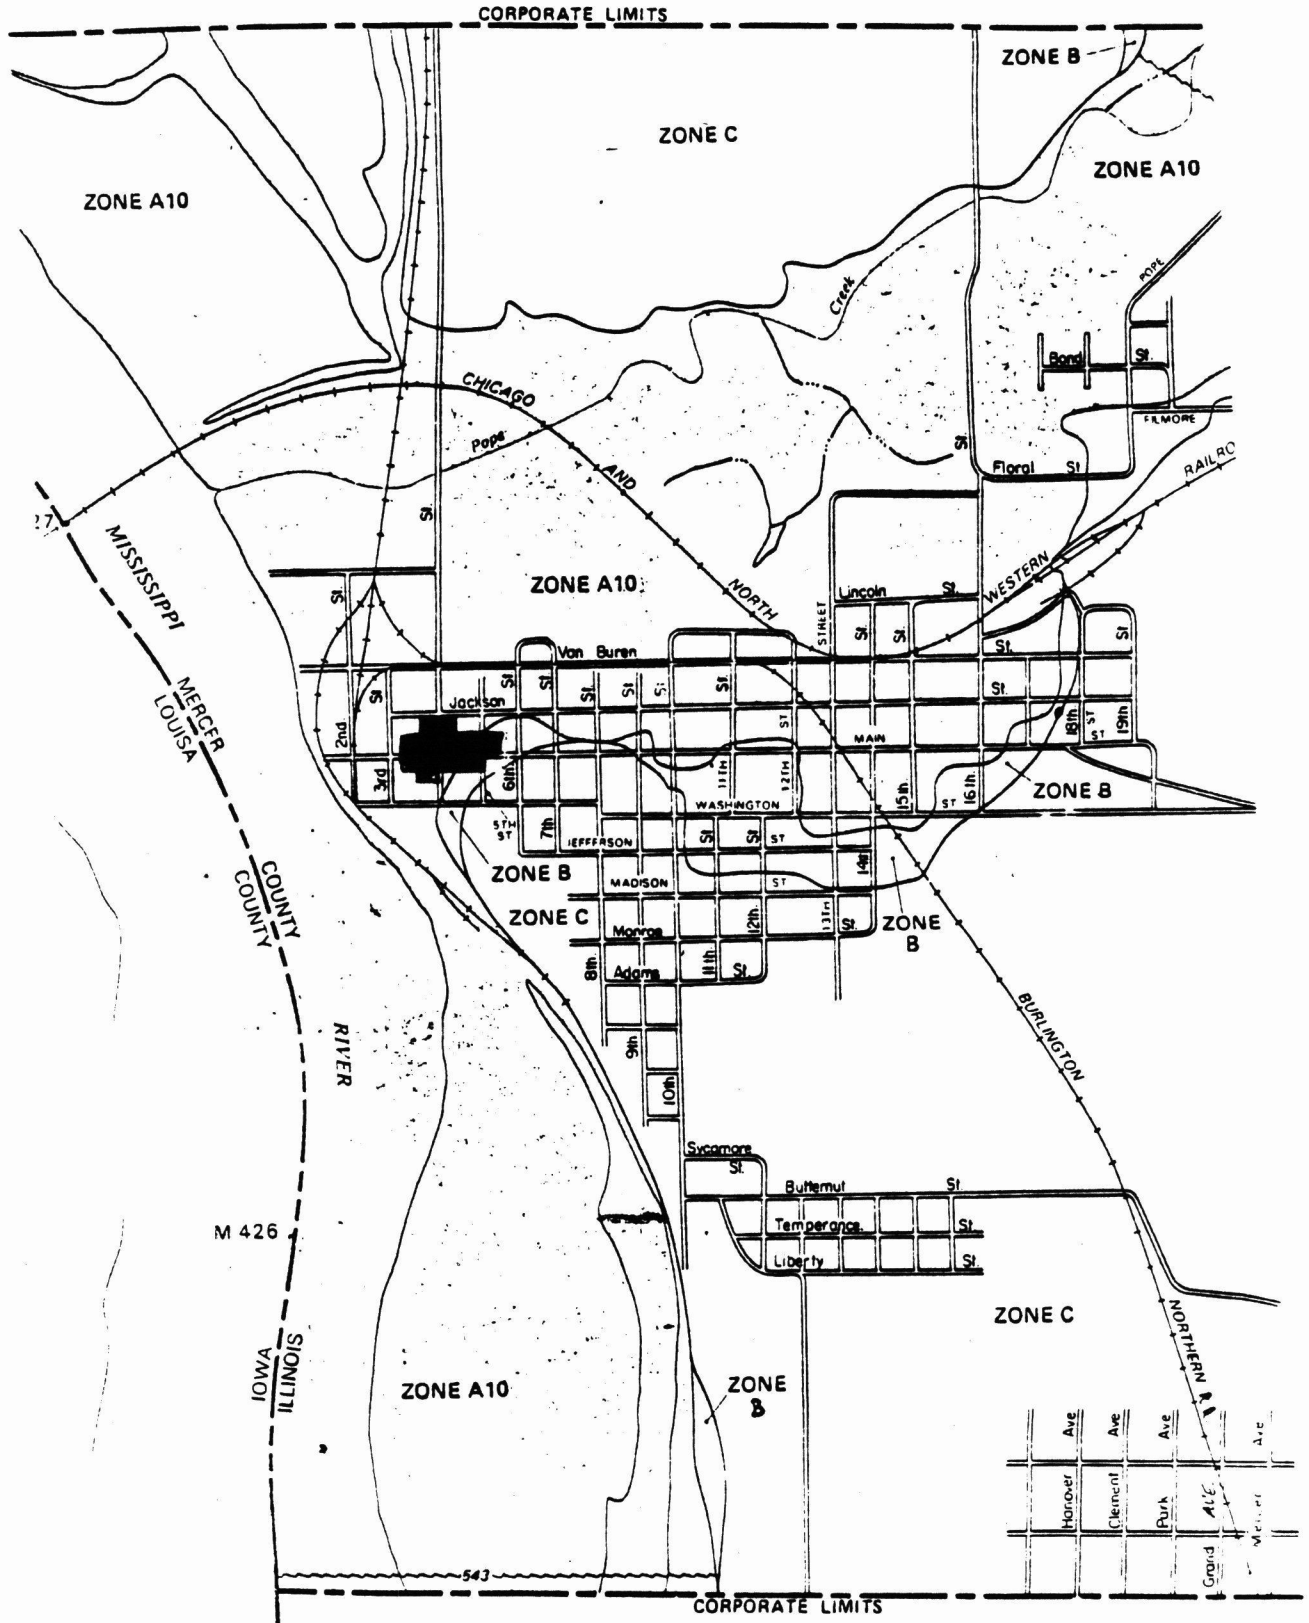 CORPORATE LIMITS
ZONE B
ZONE C
ZONE A10
ZONE A10
POPE
Creek
Bond St.
CHICAGO
FILMORE
Pope
St
Floral St
AND
RAILRO
St
27
MISSISSIPPI
WESTERN
ZONE A10
NORTH
Lincoln St.
St
STREET
St.
St.
St
Van Buren
St.
St
St
St.
St
St
St.
St
MERCER
LOUISA
Jackson
St.
2nd
ST
MAIN
18th
ST
19th
ST
3rd
6th
11TH
12TH
15th
16th
ZONE B
WASHINGTON ST
5TH
ST
7th
JEFFERSON
St
St
ST
14th
ZONE B
MADISON
ST
COUNTY
COUNTY
ZONE C
ZONE
B
Monroe
12th.
13TH
St.
8th
Adams
11th
St.
RIVER
9th
BURLINGTON
10th
Sycamore
St.
Butternut St.
M 426
Temperance. St.
Liberty St.
ZONE C
NORTHERN
IOWA
ILLINOIS
ZONE A10
ZONE
B
Hanover Ave
Clement Ave
Park Ave
Grand Ave
Mercer Ave
543
CORPORATE LIMITS